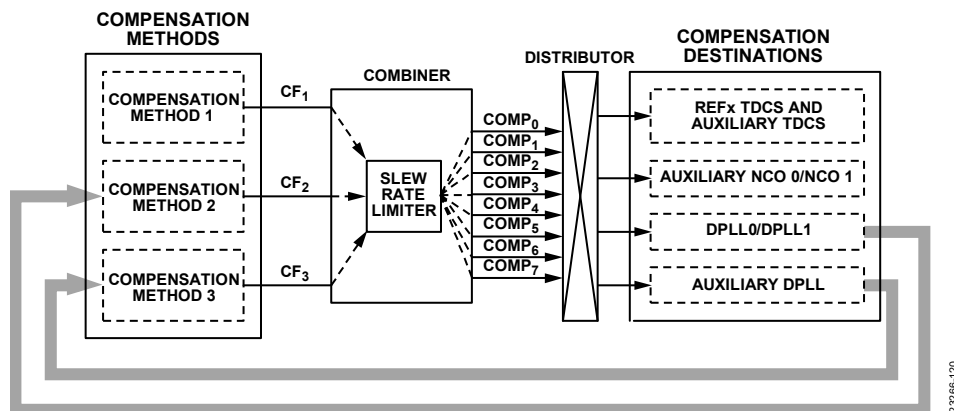 COMPENSATION
METHODS
COMPENSATION
METHOD 1
COMPENSATION
METHOD 2
COMPENSATION
METHOD 3
CF1
CF2
CF3
COMBINER
SLEW
RATE
LIMITER
COMP0
COMP1
COMP2
COMP3
COMP4
COMP5
COMP6
COMP7
DISTRIBUTOR
COMPENSATION
DESTINATIONS
REFx TDCS AND
AUXILIARY TDCS
AUXILIARY NCO 0/NCO 1
DPLL0/DPLL1
AUXILIARY DPLL
23266-120